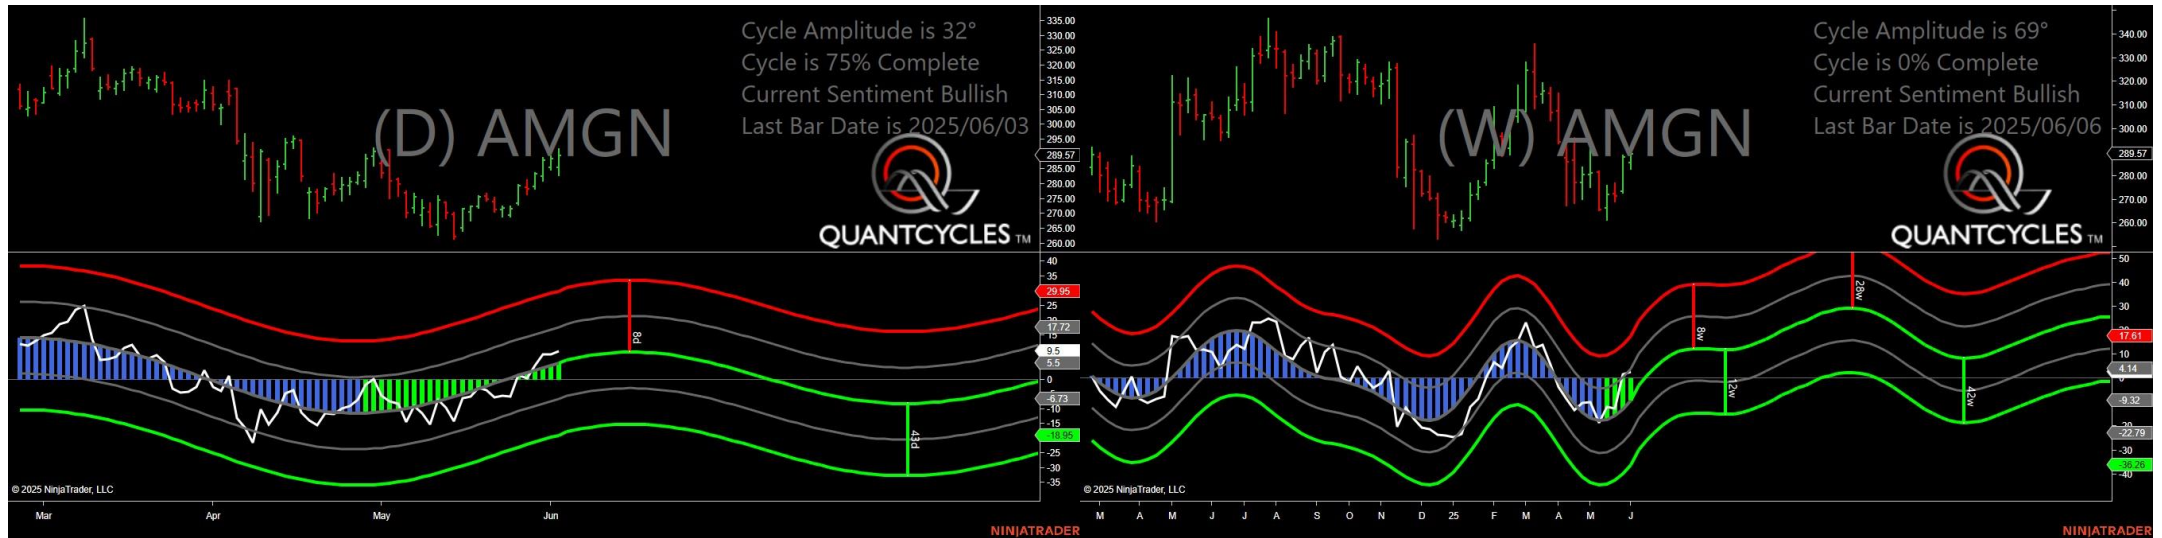 Cycle Amplitude is 32°
Cycle is 75% Complete
Current Sentiment Bullish
Last Bar Date is 2025/06/03
(D) AMGN
QUANTCYCLES TM
335.00
330.00
325.00
320.00
315.00
310.00
305.00
300.00
295.00
289.57
285.00
280.00
275.00
270.00
265.00
260.00
40
35
29.95
25
17.72
15
9.5
5.5
0
-6.73
-10
-15
-18.95
-25
-30
-35
8d
43d
© 2025 NinjaTrader, LLC
Mar Apr May Jun
NINJATRADER
Cycle Amplitude is 69°
Cycle is 0% Complete
Current Sentiment Bullish
Last Bar Date is 2025/06/06
(W) AMGN
QUANTCYCLES TM
340.00
330.00
320.00
310.00
300.00
289.57
280.00
270.00
260.00
50
40
30
17.61
10
4.14
-9.32
-22.79
-30
-36.26
-40
8w
12w
28w
42w
© 2025 NinjaTrader, LLC
M A M J J A S O N D 25 F M A M J
NINJATRADER